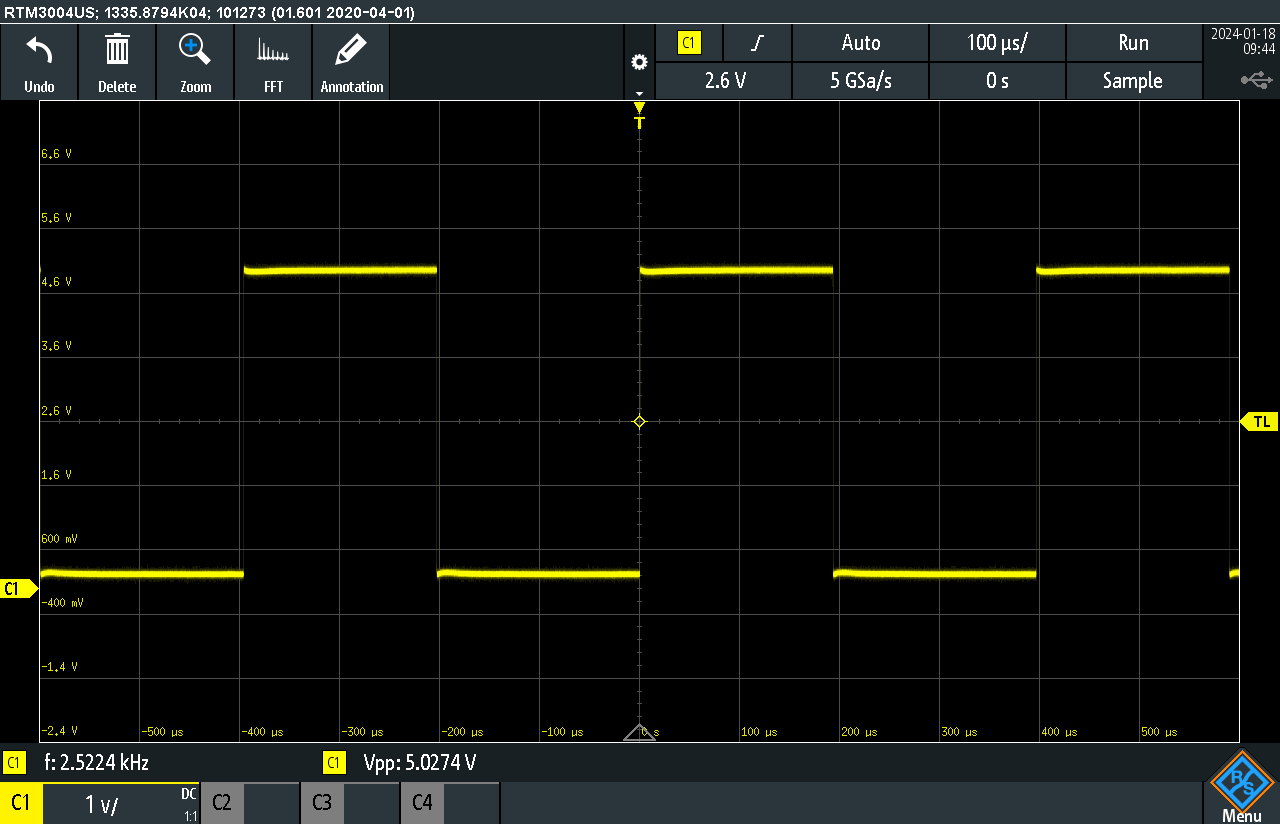 RTM3004US; 1335.8794K04; 101273 (01.601 2020-04-01)
Undo Delete Zoom FFT Annotation
C1 Auto 100 µs/ Run
2.6 V 5 GSa/s 0 s Sample
2024-01-18
09:44
T
6.6 V
5.6 V
4.6 V
3.6 V
2.6 V
TL
1.6 V
600 mV
C1
-400 mV
-1.4 V
-2.4 V
-500 µs -400 µs -300 µs -200 µs -100 µs 0 s 100 µs 200 µs 300 µs 400 µs 500 µs
C1 f: 2.5224 kHz C1 Vpp: 5.0274 V
C1 1 V/ DC 1:1 C2 C3 C4
R S
Menu